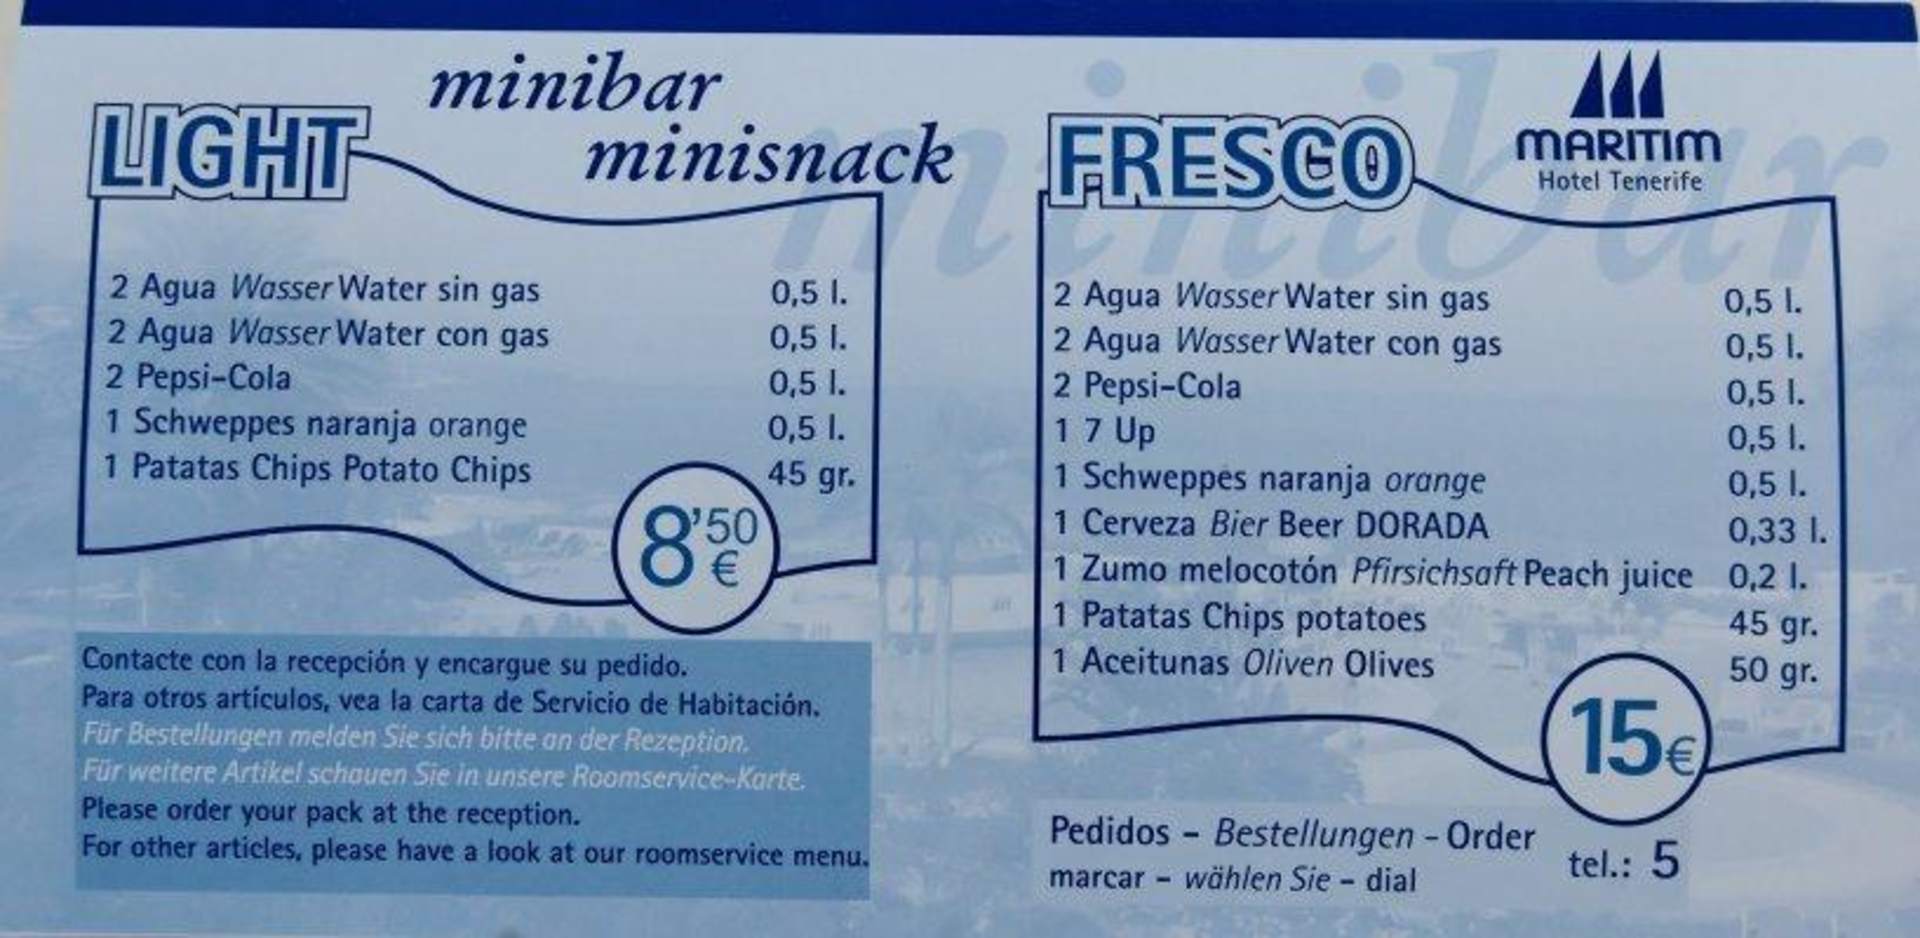 minibar
minisnack
LIGHT
2 Agua Wasser Water sin gas 0,5 l.
2 Agua Wasser Water con gas 0,5 l.
2 Pepsi-Cola 0,5 l.
1 Schweppes naranja orange 0,5 l.
1 Patatas Chips Potato Chips 45 gr.
8'50 €
Contacte con la recepción y encargue su pedido.
Para otros artículos, vea la carta de Servicio de Habitación.
Für Bestellungen melden Sie sich bitte an der Rezeption.
Für weitere Artikel schauen Sie in unsere Roomservice-Karte.
Please order your pack at the reception.
For other articles, please have a look at our roomservice menu.
minibar
MARITIM
Hotel Tenerife
FRESCO
2 Agua Wasser Water sin gas 0,5 l.
2 Agua Wasser Water con gas 0,5 l.
2 Pepsi-Cola 0,5 l.
1 7 Up 0,5 l.
1 Schweppes naranja orange 0,5 l.
1 Cerveza Bier Beer DORADA 0,33 l.
1 Zumo melocotón Pfirsichsaft Peach juice 0,2 l.
1 Patatas Chips potatoes 45 gr.
1 Aceitunas Oliven Olives 50 gr.
15€
Pedidos - Bestellungen - Order
marcar - wählen Sie - dial
tel.: 5